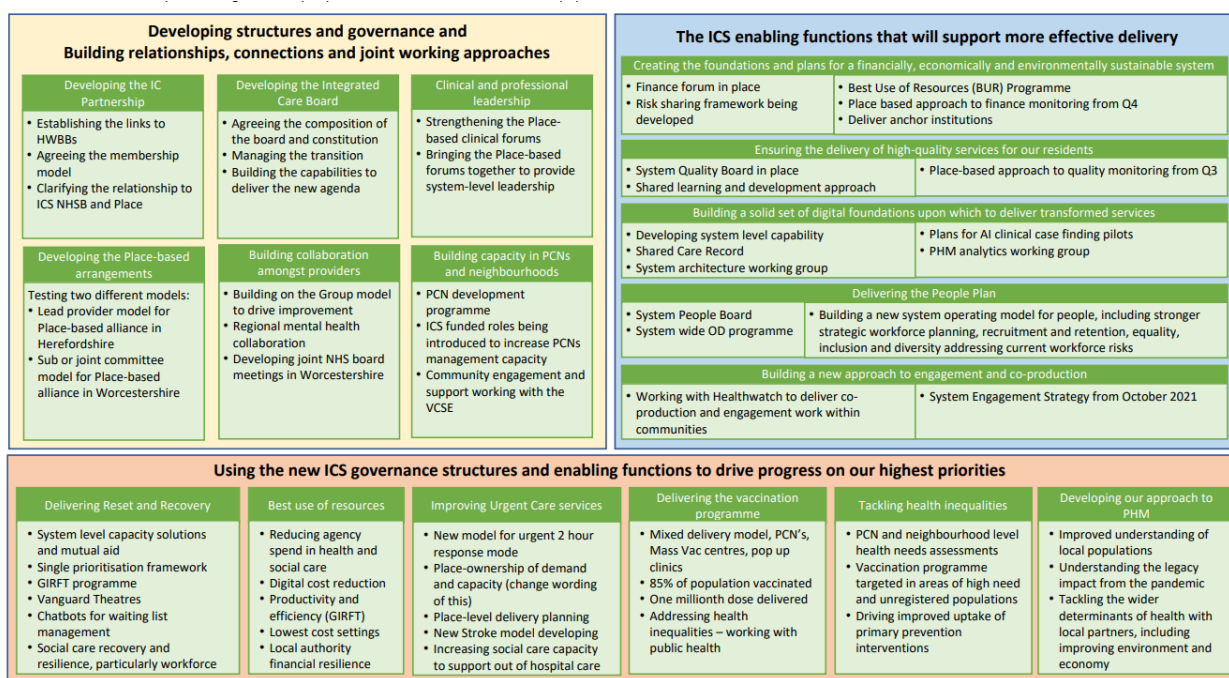 Developing structures and governance and
Building relationships, connections and joint working approaches
Developing the IC
Partnership
• Establishing the links to
HWBBs
• Agreeing the membership
model
• Clarifying the relationship to
ICS NHSB and Place
Developing the Integrated
Care Board
• Agreeing the composition of
the board and constitution
• Managing the transition
• Building the capabilities to
deliver the new agenda
Clinical and professional
leadership
• Strengthening the Place-
based clinical forums
• Bringing the Place-based
forums together to provide
system-level leadership
Developing the Place-based
arrangements
Testing two different models:
• Lead provider model for
Place-based alliance in
Herefordshire
• Sub or joint committee
model for Place-based
alliance in Worcestershire
Building collaboration
amongst providers
• Building on the Group model
to drive improvement
• Regional mental health
collaboration
• Developing joint NHS board
meetings in Worcestershire
Building capacity in PCNs
and neighbourhoods
• PCN development
programme
• ICS funded roles being
introduced to increase PCNs
management capacity
• Community engagement and
support working with the
VCSE
The ICS enabling functions that will support more effective delivery
Creating the foundations and plans for a financially, economically and environmentally sustainable system
• Finance forum in place
• Risk sharing framework being
developed
• Best Use of Resources (BUR) Programme
• Place based approach to finance monitoring from Q4
• Deliver anchor institutions
Ensuring the delivery of high-quality services for our residents
• System Quality Board in place
• Shared learning and development approach
• Place-based approach to quality monitoring from Q3
Building a solid set of digital foundations upon which to deliver transformed services
• Developing system level capability
• Shared Care Record
• System architecture working group
• Plans for AI clinical case finding pilots
• PHM analytics working group
Delivering the People Plan
• System People Board
• System wide OD programme
• Building a new system operating model for people, including stronger
strategic workforce planning, recruitment and retention, equality,
inclusion and diversity addressing current workforce risks
Building a new approach to engagement and co-production
• Working with Healthwatch to deliver co-
production and engagement work within
communities
• System Engagement Strategy from October 2021
Using the new ICS governance structures and enabling functions to drive progress on our highest priorities
Delivering Reset and Recovery
• System level capacity solutions
and mutual aid
• Single prioritisation framework
• GIRFT programme
• Vanguard Theatres
• Chatbots for waiting list
management
• Social care recovery and
resilience, particularly workforce
Best use of resources
• Reducing agency
spend in health and
social care
• Digital cost reduction
• Productivity and
efficiency (GIRFT)
• Lowest cost settings
• Local authority
financial resilience
Improving Urgent Care services
• New model for urgent 2 hour
response mode
• Place-ownership of demand
and capacity (change wording
of this)
• Place-level delivery planning
• New Stroke model developing
• Increasing social care capacity
to support out of hospital care
Delivering the vaccination
programme
• Mixed delivery model, PCN's,
Mass Vac centres, pop up
clinics
• 85% of population vaccinated
• One millionth dose delivered
• Addressing health
inequalities – working with
public health
Tackling health inequalities
• PCN and neighbourhood level
health needs assessments
• Vaccination programme
targeted in areas of high need
and unregistered populations
• Driving improved uptake of
primary prevention
interventions
Developing our approach to
PHM
• Improved understanding of
local populations
• Understanding the legacy
impact from the pandemic
• Tackling the wider
determinants of health with
local partners, including
improving environment and
economy